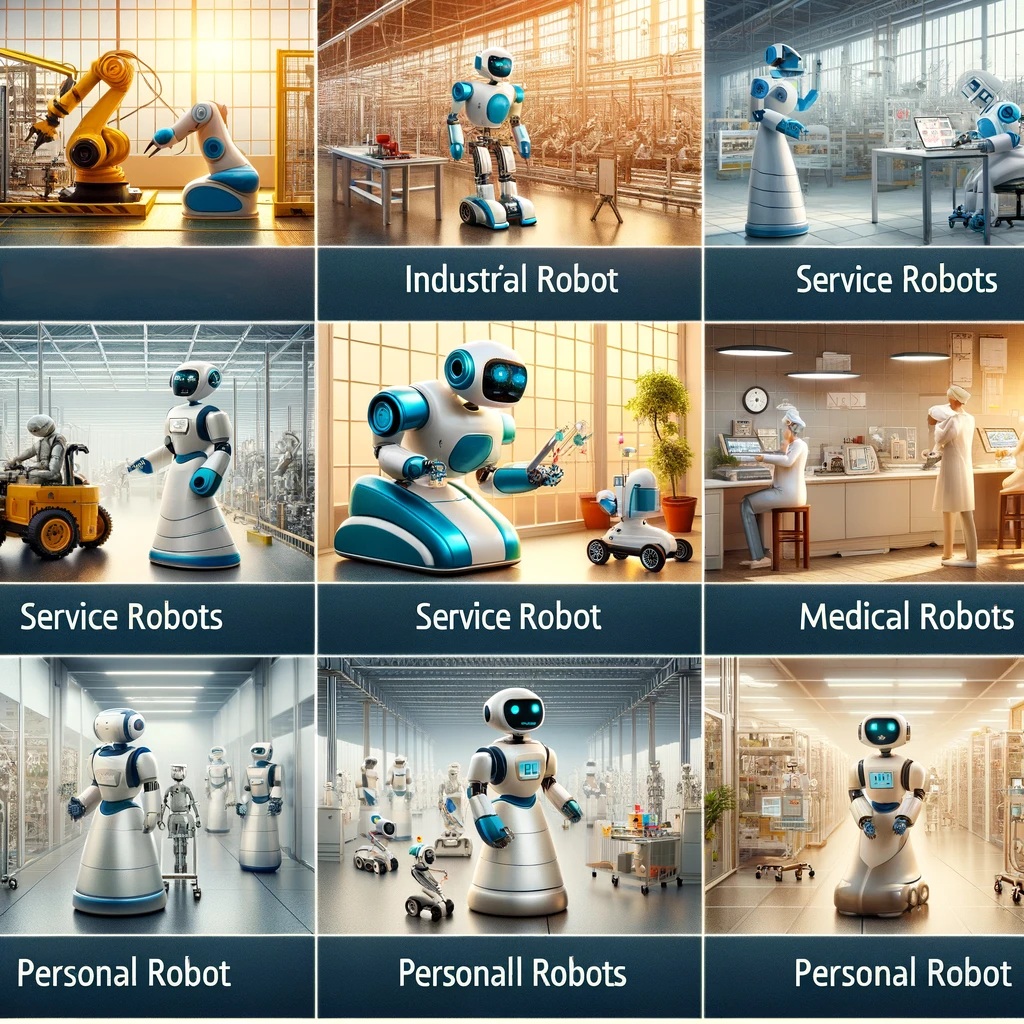 Industrial Robot
Service Robots
Service Robots
Service Robot
Medical Robots
Personal Robot
Personall Robots
Personal Robot